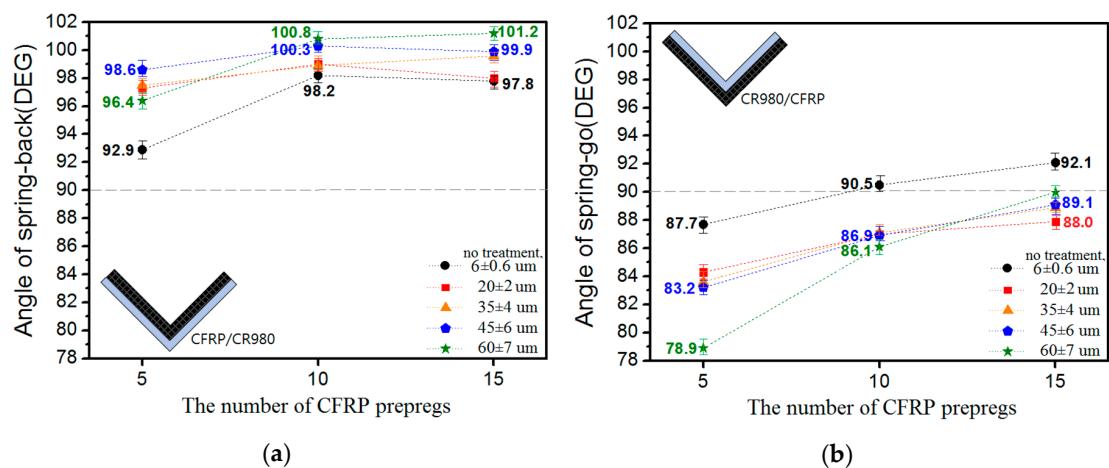 102
100
98
96
94
92
90
88
86
84
82
80
78
Angle of spring-back(DEG)
98.6
96.4
92.9
100.8
100.3
98.2
101.2
99.9
97.8
CFRP/CR980
no treatment,
6±0.6 um
20±2 um
35±4 um
45±6 um
60±7 um
5 10 15
The number of CFRP prepregs
(a)
102
100
98
96
94
92
90
88
86
84
82
80
78
Angle of spring-go(DEG)
CR980/CFRP
87.7
83.2
78.9
90.5
86.9
86.1
92.1
89.1
88.0
no treatment,
6±0.6 um
20±2 um
35±4 um
45±6 um
60±7 um
5 10 15
The number of CFRP prepregs
(b)